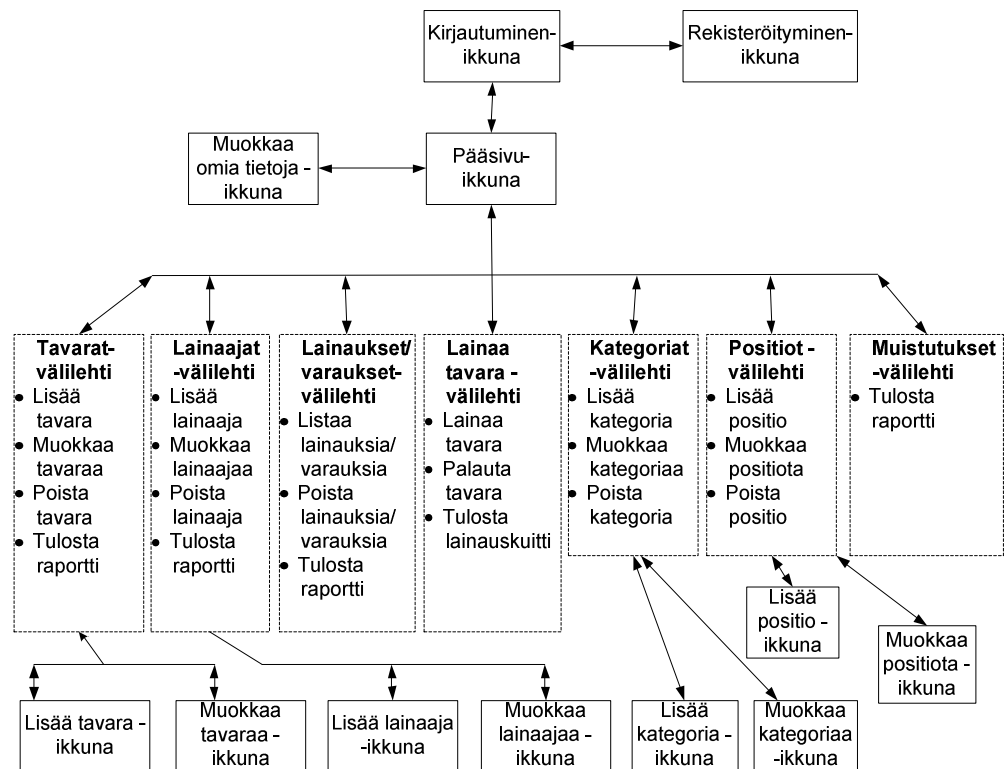 Kirjautuminen-
ikkuna
Rekisteröityminen-
ikkuna
Muokkaa
omia tietoja -
ikkuna
Pääsivu-
ikkuna
Tavarat-
välilehti
• Lisää
tavara
• Muokkaa
tavaraa
• Poista
tavara
• Tulosta
raportti
Lainaajat
-välilehti
• Lisää
lainaaja
• Muokkaa
lainaajaa
• Poista
lainaaja
• Tulosta
raportti
Lainaukset/
varaukset-
välilehti
• Listaa
lainauksia/
varauksia
• Poista
lainauksia/
varauksia
• Tulosta
raportti
Lainaa
tavara -
välilehti
• Lainaa
tavara
• Palauta
tavara
• Tulosta
lainauskuitti
Kategoriat
-välilehti
• Lisää
kategoria
• Muokkaa
kategoriaa
• Poista
kategoria
Positiot -
välilehti
• Lisää
positio
• Muokkaa
positiota
• Poista
positio
Muistutukset
-välilehti
• Tulosta
raportti
Lisää
positio -
ikkuna
Muokkaa
positiota -
ikkuna
Lisää tavara -
ikkuna
Muokkaa
tavaraa -
ikkuna
Lisää lainaaja
-ikkuna
Muokkaa
lainaajaa -
ikkuna
Lisää
kategoria -
ikkuna
Muokkaa
kategoriaa
-ikkuna